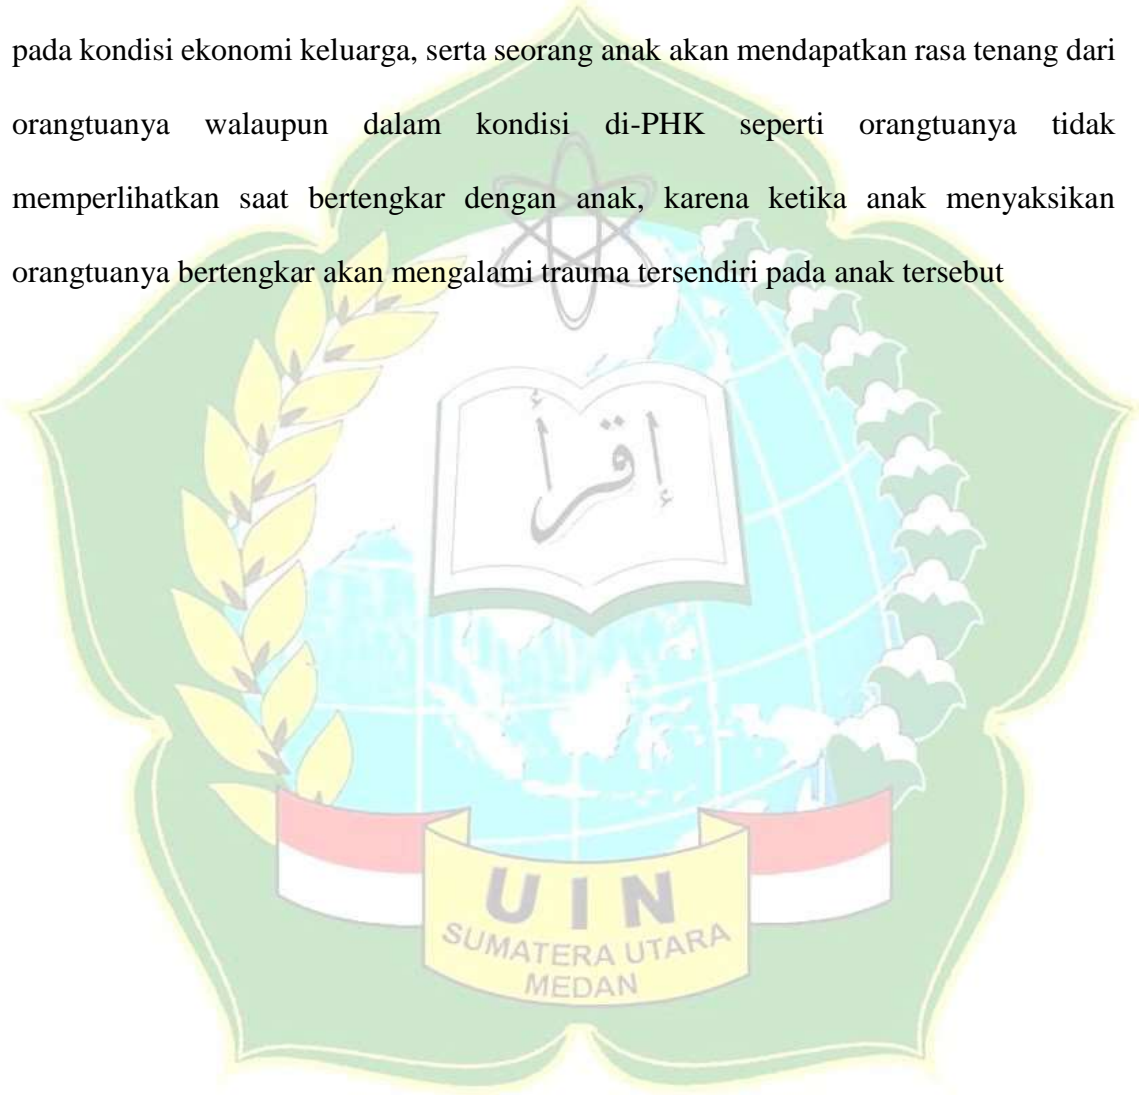 pada kondisi ekonomi keluarga, serta seorang anak akan mendapatkan rasa tenang dari
orangtuanya walaupun dalam kondisi di-PHK seperti orangtuanya tidak
memperlihatkan saat bertengkar dengan anak, karena ketika anak menyaksikan
orangtuanya bertengkar akan mengalami trauma tersendiri pada anak tersebut
إقرأ
UIN
SUMATERA UTARA
MEDAN